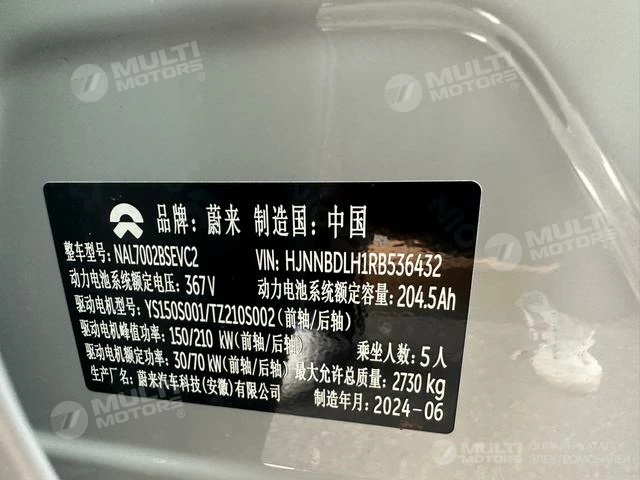 MULTI MOTORS®
MULTI MOTORS®
品牌: 蔚来 制造国: 中国
整车型号: NAL7002BSEVC2 VIN: HJNNBDLH1RB536432
动力电池系统额定电压: 367V 动力电池系统额定容量: 204.5Ah
驱动电机型号: YS150S001/TZ210S002(前轴/后轴)
驱动电机峰值功率: 150/210 kW(前轴/后轴) 乘坐人数: 5人
驱动电机额定功率: 30/70 kW(前轴/后轴) 最大允许总质量: 2730 kg
生产厂名: 蔚来汽车科技(安徽)有限公司 制造年月: 2024-06
MULTI MOTORS®
MULTI MOTORS®
MULTI MOTORS
ОНЛАЙН-КАТАЛОГ
ЭЛЕКТРОМОБИЛЕЙ